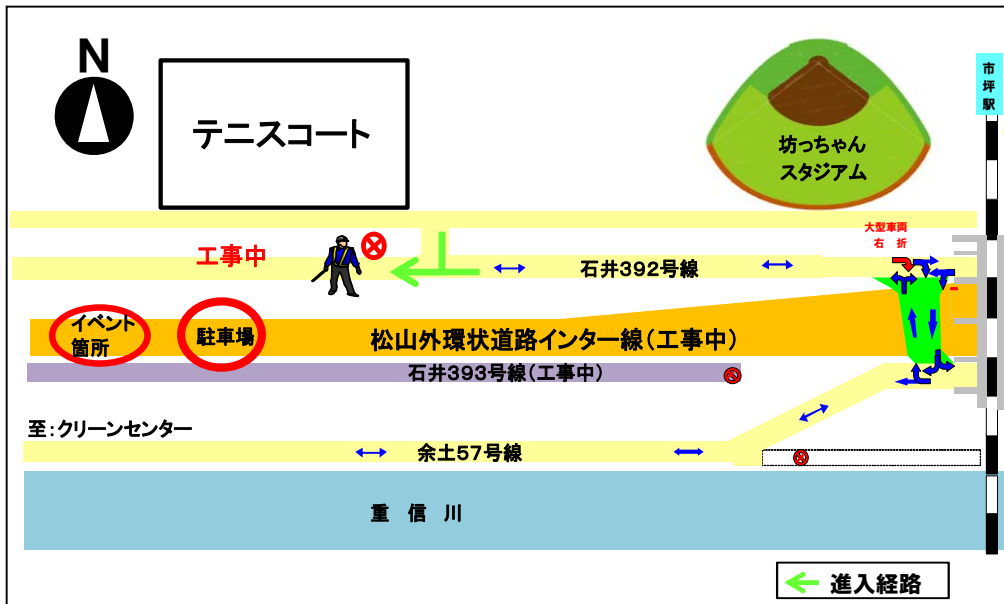 N
テニスコート
坊っちゃん
スタジアム
市坪駅
大型車両
右 折
工事中
石井392号線
イベント
箇所
駐車場
松山外環状道路インター線(工事中)
石井393号線(工事中)
至:クリーンセンター
余土57号線
重 信 川
進入経路